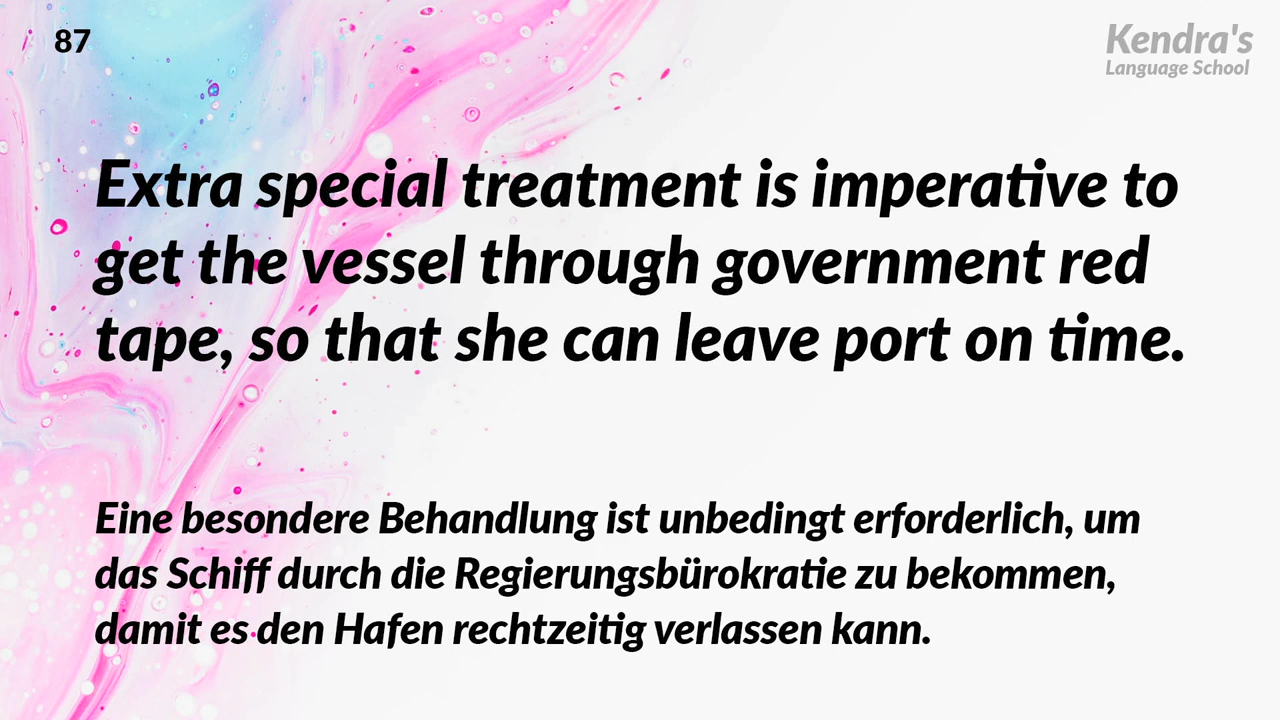 87
Kendra's
Language School
Extra special treatment is imperative to
get the vessel through government red
tape, so that she can leave port on time.
Eine besondere Behandlung ist unbedingt erforderlich, um
das Schiff durch die Regierungsbürokratie zu bekommen,
damit es den Hafen rechtzeitig verlassen kann.